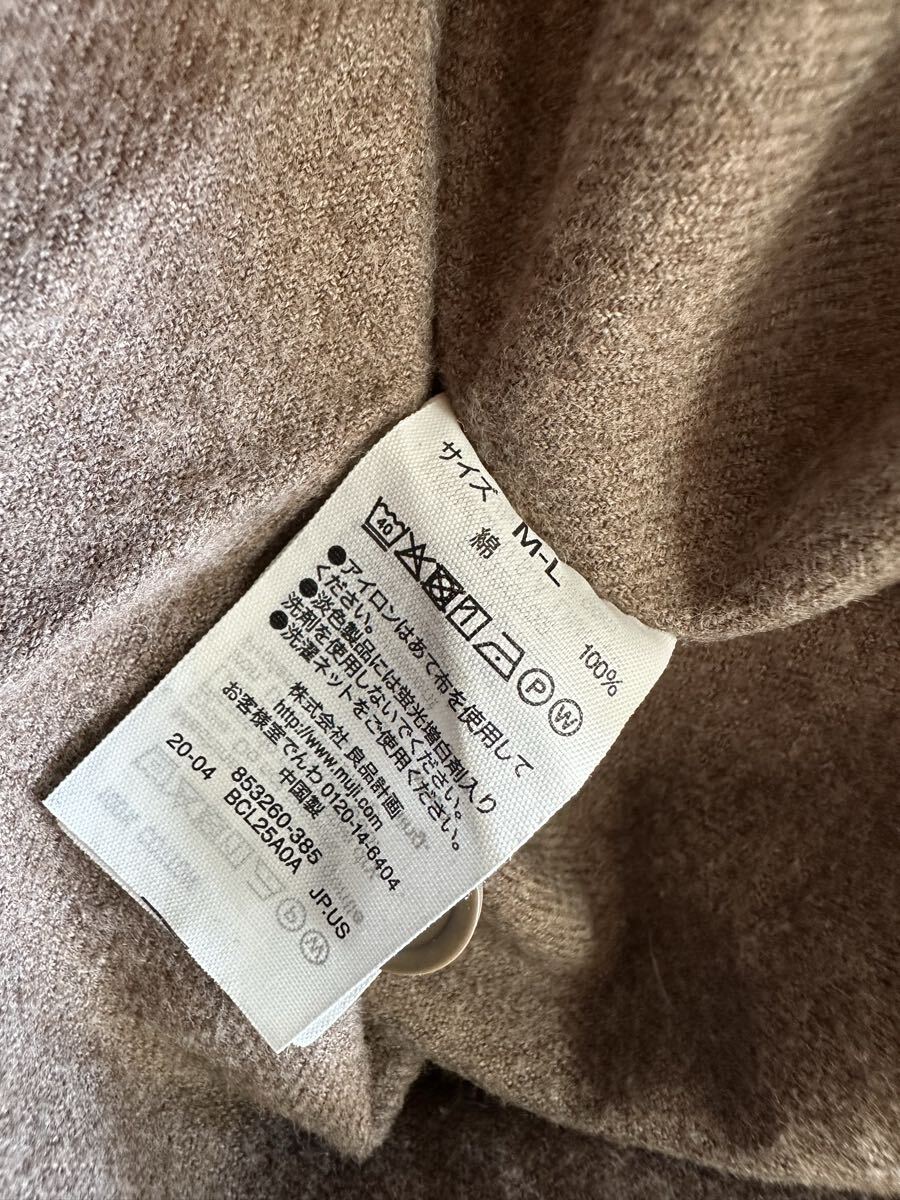 サイズ M-L
綿 100%
40
P W
●アイロンはあて布を使用して
ください。
●淡色製品には蛍光増白剤入り
洗剤を使用しないでください。
●洗濯ネットをご使用ください。
株式会社 良品計画
http://www.muji.com
お客様室でんわ 0120-14-6404
中国製
853260-385 JP.US
20-04 BCL25A0A